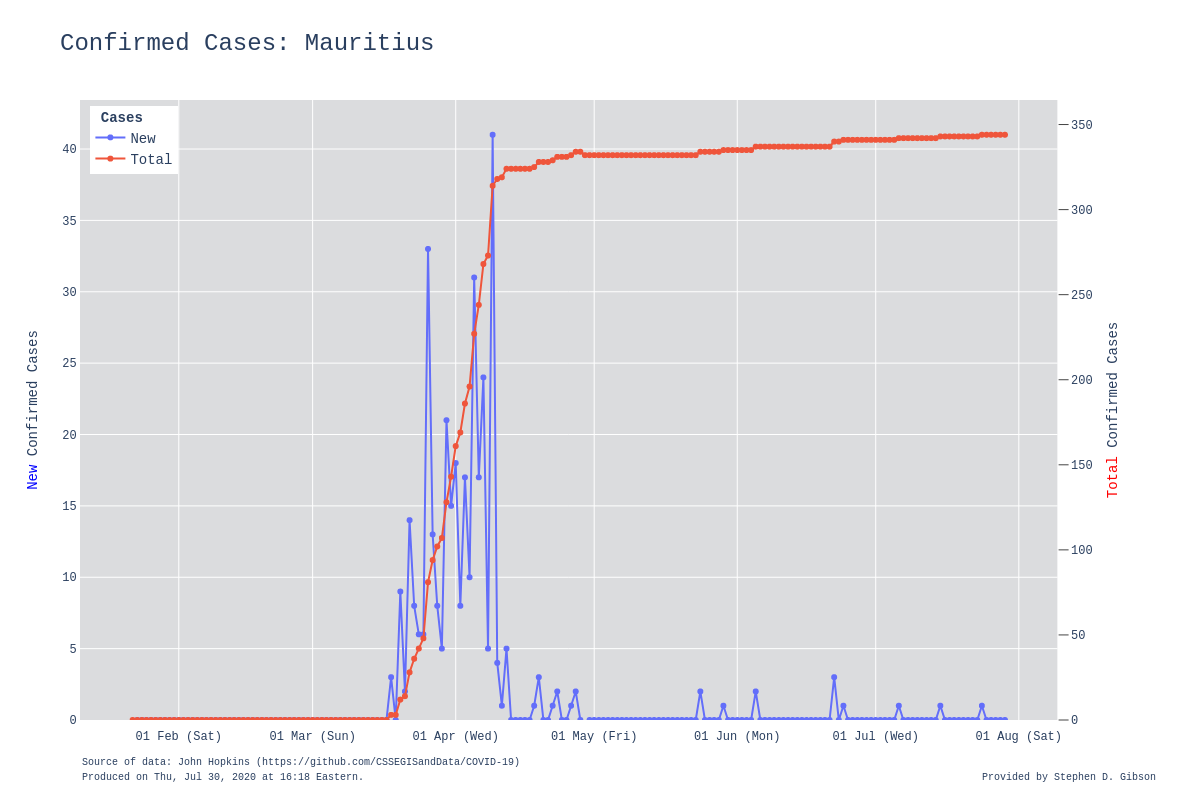 Confirmed Cases: Mauritius
Cases
New
Total
40
35
30
25
20
15
10
5
0
350
300
250
200
150
100
50
0
New Confirmed Cases
Total Confirmed Cases
01 Feb (Sat) 01 Mar (Sun) 01 Apr (Wed) 01 May (Fri) 01 Jun (Mon) 01 Jul (Wed) 01 Aug (Sat)
Source of data: John Hopkins (https://github.com/CSSEGISandData/COVID-19)
Produced on Thu, Jul 30, 2020 at 16:18 Eastern.
Provided by Stephen D. Gibson